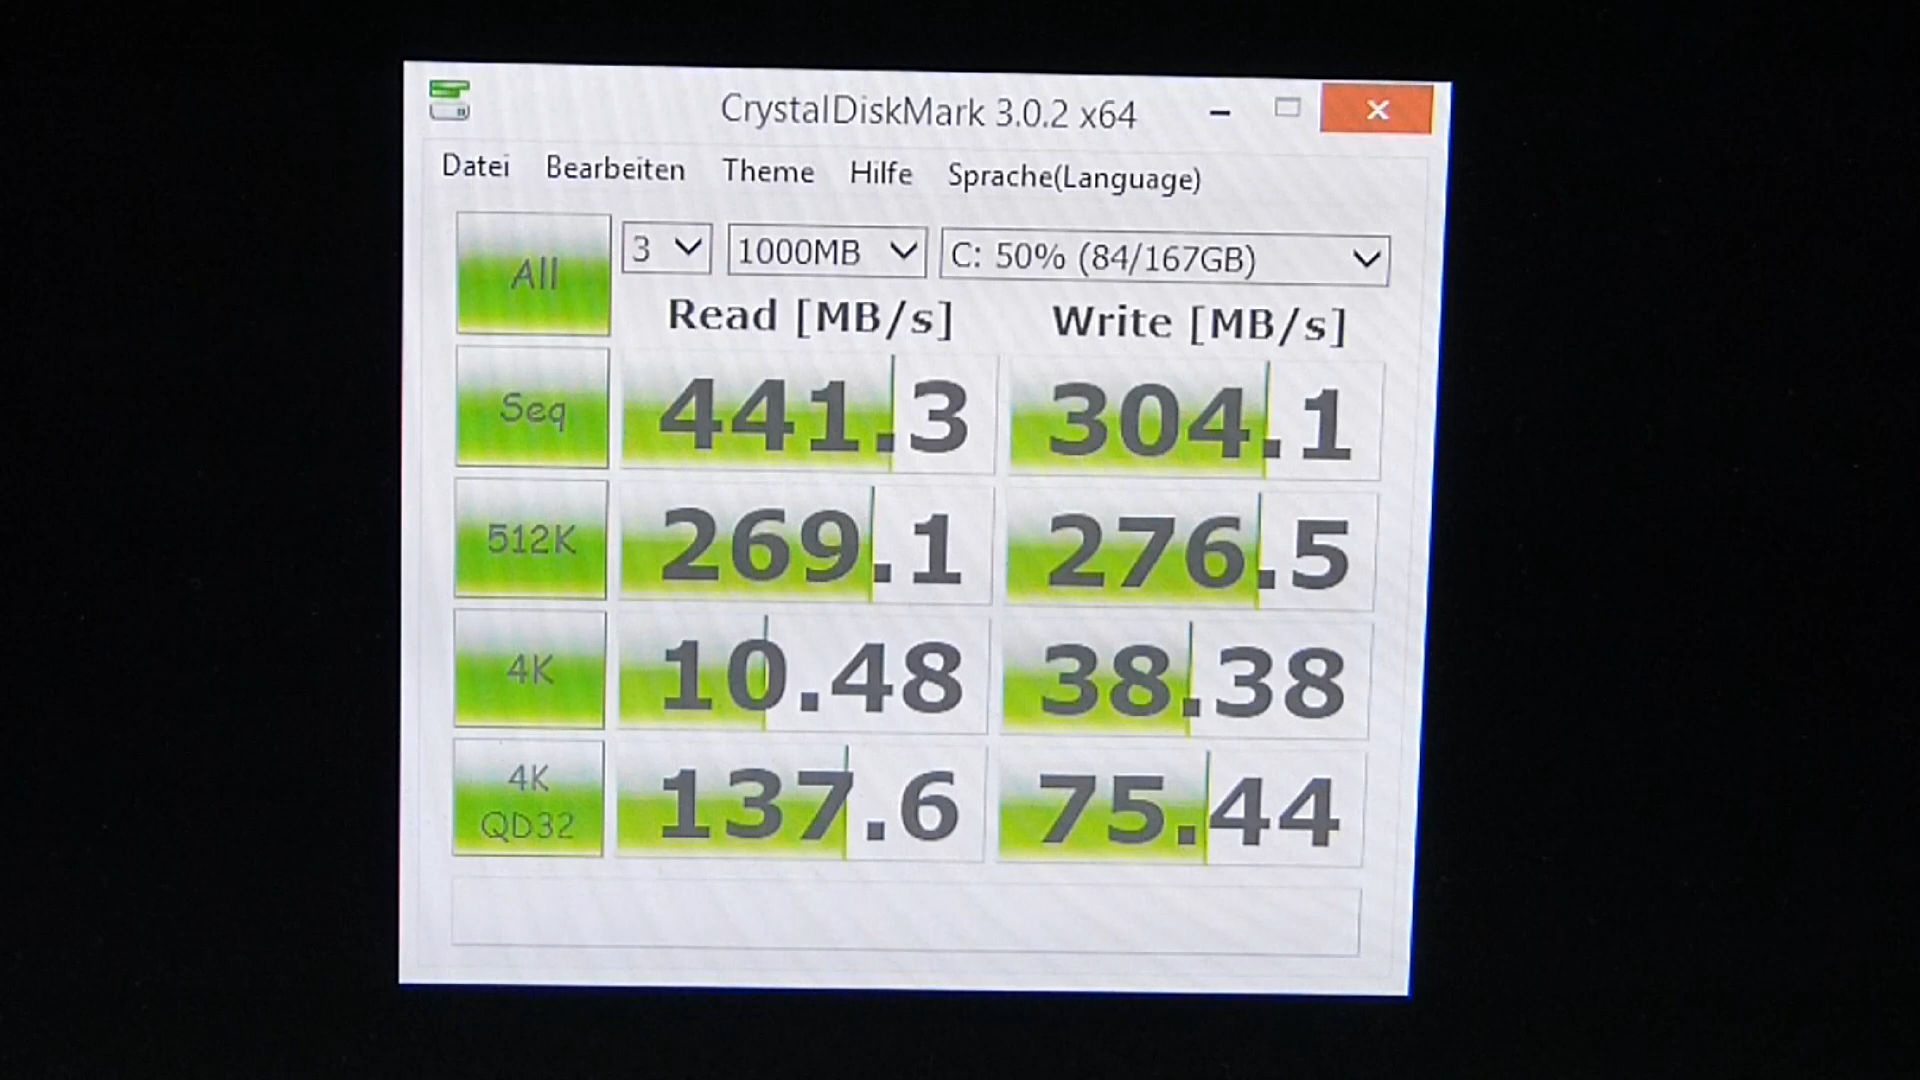 CrystalDiskMark 3.0.2 x64
Datei Bearbeiten Theme Hilfe Sprache(Language)
All 3 1000MB C: 50% (84/167GB)
Read [MB/s] Write [MB/s]
Seq 441.3 304.1
512K 269.1 276.5
4K 10.48 38.38
4K QD32 137.6 75.44